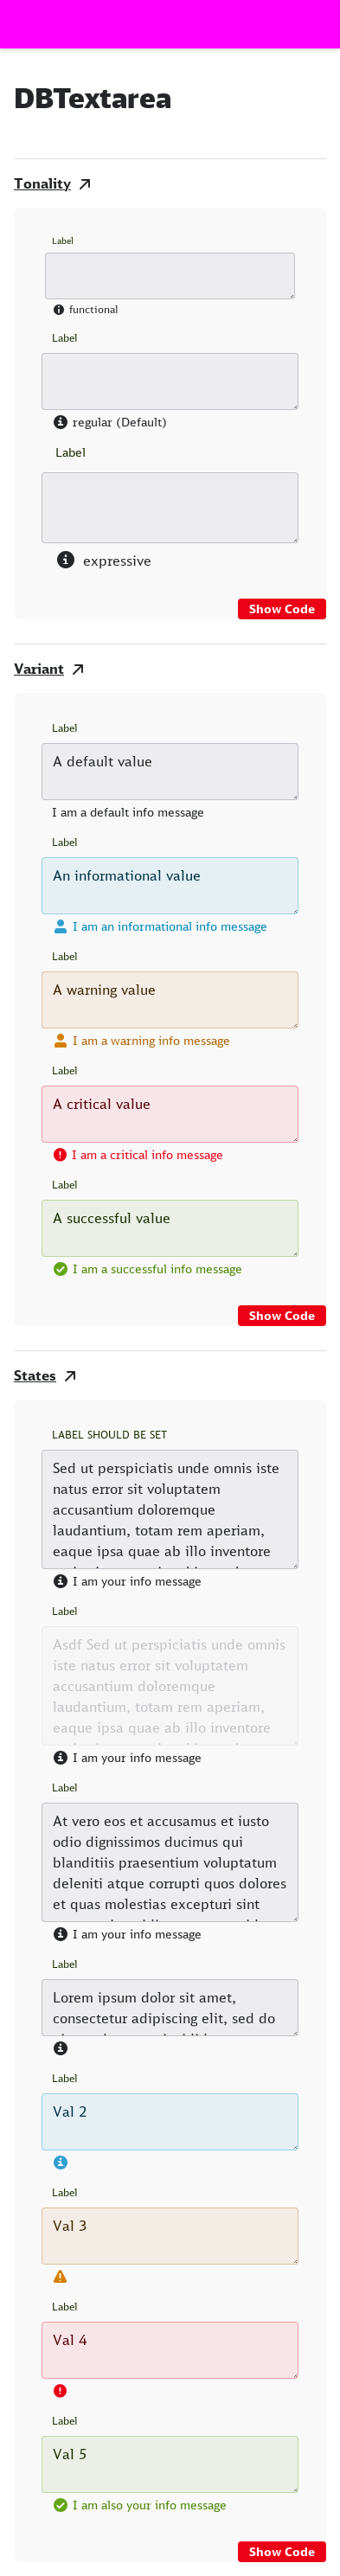 DBTextarea
Tonality
Label
functional
Label
regular (Default)
Label
expressive
Show Code
Variant
Label
A default value
I am a default info message
Label
An informational value
I am an informational info message
Label
A warning value
I am a warning info message
Label
A critical value
I am a critical info message
Label
A successful value
I am a successful info message
Show Code
States
LABEL SHOULD BE SET
Sed ut perspiciatis unde omnis iste
natus error sit voluptatem
accusantium doloremque
laudantium, totam rem aperiam,
eaque ipsa quae ab illo inventore
I am your info message
Label
Asdf Sed ut perspiciatis unde omnis
iste natus error sit voluptatem
accusantium doloremque
laudantium, totam rem aperiam,
eaque ipsa quae ab illo inventore
I am your info message
Label
At vero eos et accusamus et iusto
odio dignissimos ducimus qui
blanditiis praesentium voluptatum
deleniti atque corrupti quos dolores
et quas molestias excepturi sint
I am your info message
Label
Lorem ipsum dolor sit amet,
consectetur adipiscing elit, sed do
Label
Val 2
Label
Val 3
Label
Val 4
Label
Val 5
I am also your info message
Show Code